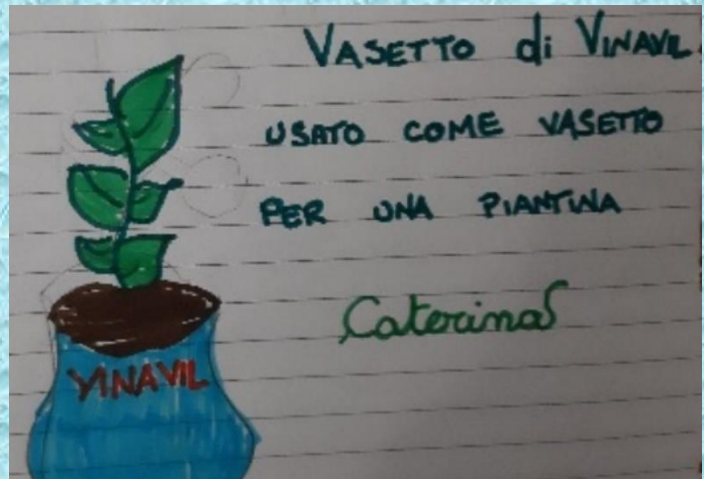 VASETTO di VINAVIL
USATO COME VASETTO
PER UNA PIANTINA
Caterina
VINAVIL